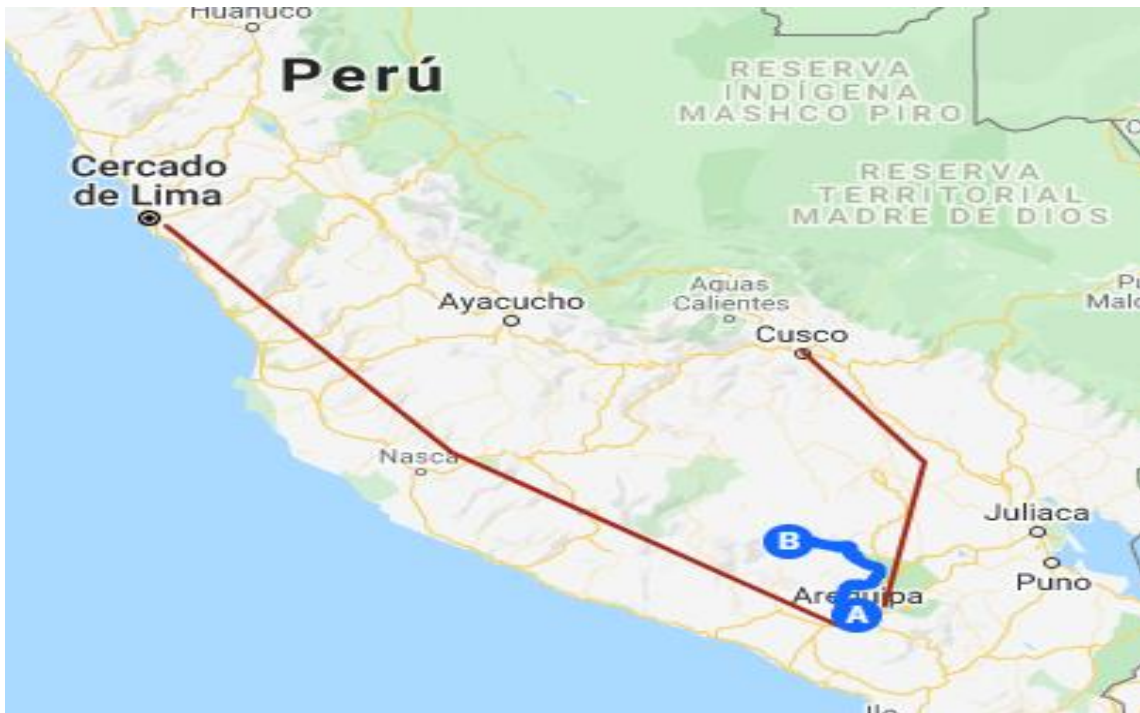 Huánuco
Perú
RESERVA
INDÍGENA
MASHCO PIRO
Cercado
de Lima
RESERVA
TERRITORIAL
MADRE DE DIOS
Ayacucho
Aguas
Calientes
Cusco
Nasca
Juliaca
Puno
B
Arequipa
A